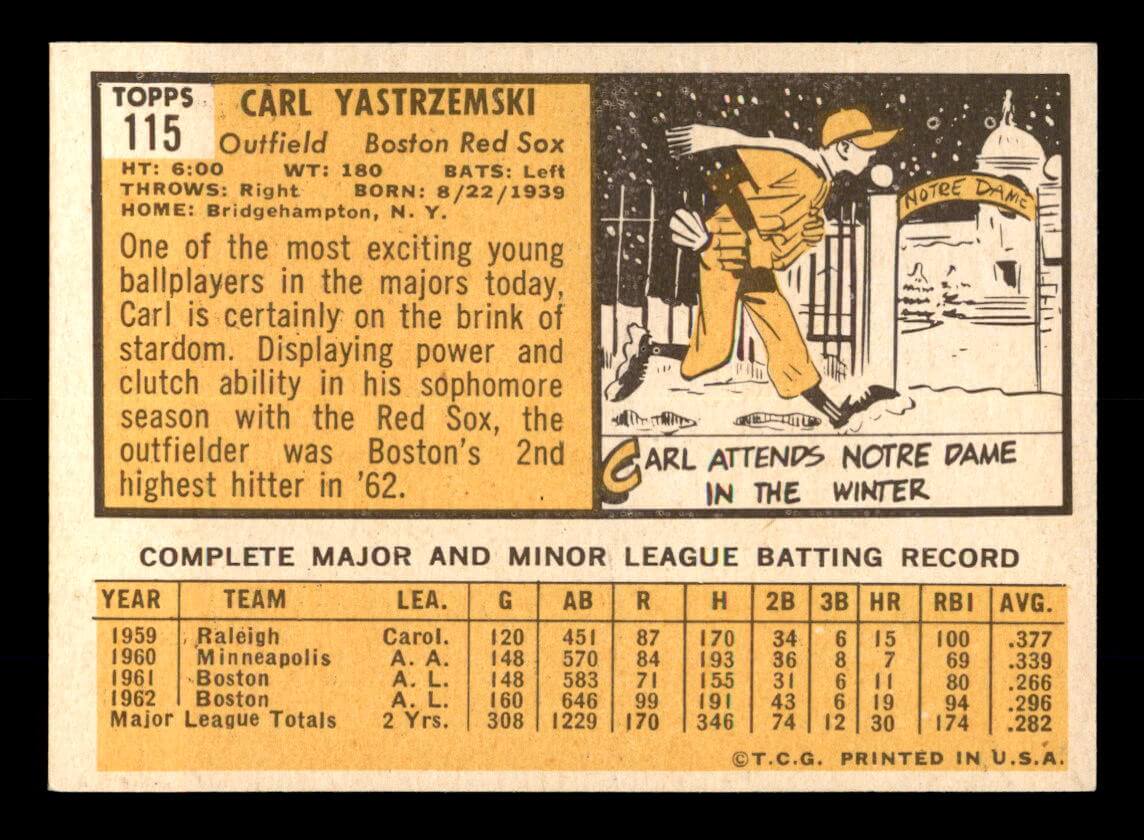 TOPPS
115
CARL YASTRZEMSKI
Outfield Boston Red Sox
HT: 6:00 WT: 180 BATS: Left
THROWS: Right BORN: 8/22/1939
HOME: Bridgehampton, N. Y.
One of the most exciting young
ballplayers in the majors today,
Carl is certainly on the brink of
stardom. Displaying power and
clutch ability in his sophomore
season with the Red Sox, the
outfielder was Boston's 2nd
highest hitter in '62.
NOTRE DAME
CARL ATTENDS NOTRE DAME
IN THE WINTER
COMPLETE MAJOR AND MINOR LEAGUE BATTING RECORD
YEAR TEAM LEA. G AB R H 2B 3B HR RBI AVG.
1959 Raleigh Carol. 120 451 87 170 34 6 15 100 .377
1960 Minneapolis A. A. 148 570 84 193 36 8 7 69 .339
1961 Boston A. L. 148 583 71 155 31 6 11 80 .266
1962 Boston A. L. 160 646 99 191 43 6 19 94 .296
Major League Totals 2 Yrs. 308 1229 170 346 74 12 30 174 .282
©T.C.G. PRINTED IN U.S.A.